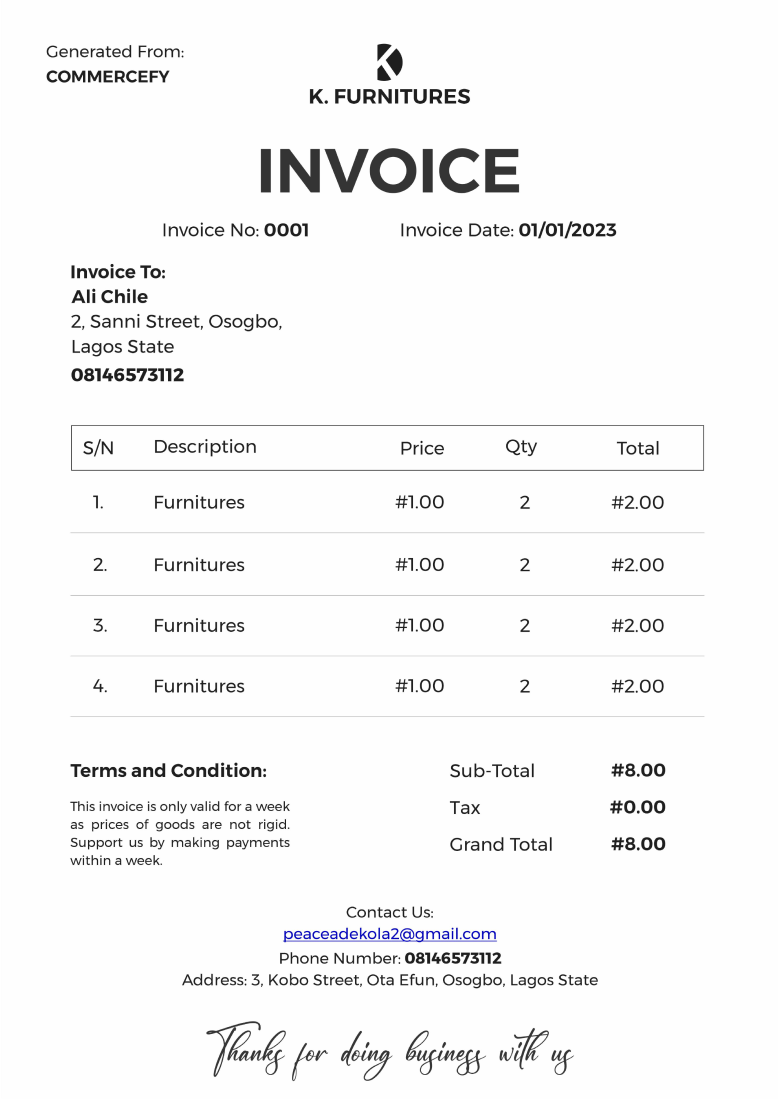 Generated From:
COMMERCEFY
K. FURNITURES
INVOICE
Invoice No: 0001 Invoice Date: 01/01/2023
Invoice To:
Ali Chile
2, Sanni Street, Osogbo,
Lagos State
08146573112
S/N Description Price Qty Total
1. Furnitures #1.00 2 #2.00
2. Furnitures #1.00 2 #2.00
3. Furnitures #1.00 2 #2.00
4. Furnitures #1.00 2 #2.00
Terms and Condition:
This invoice is only valid for a week
as prices of goods are not rigid.
Support us by making payments
within a week.
Sub-Total #8.00
Tax #0.00
Grand Total #8.00
Contact Us:
peaceadekola2@gmail.com
Phone Number: 08146573112
Address: 3, Kobo Street, Ota Efun, Osogbo, Lagos State
Thanks for doing business with us